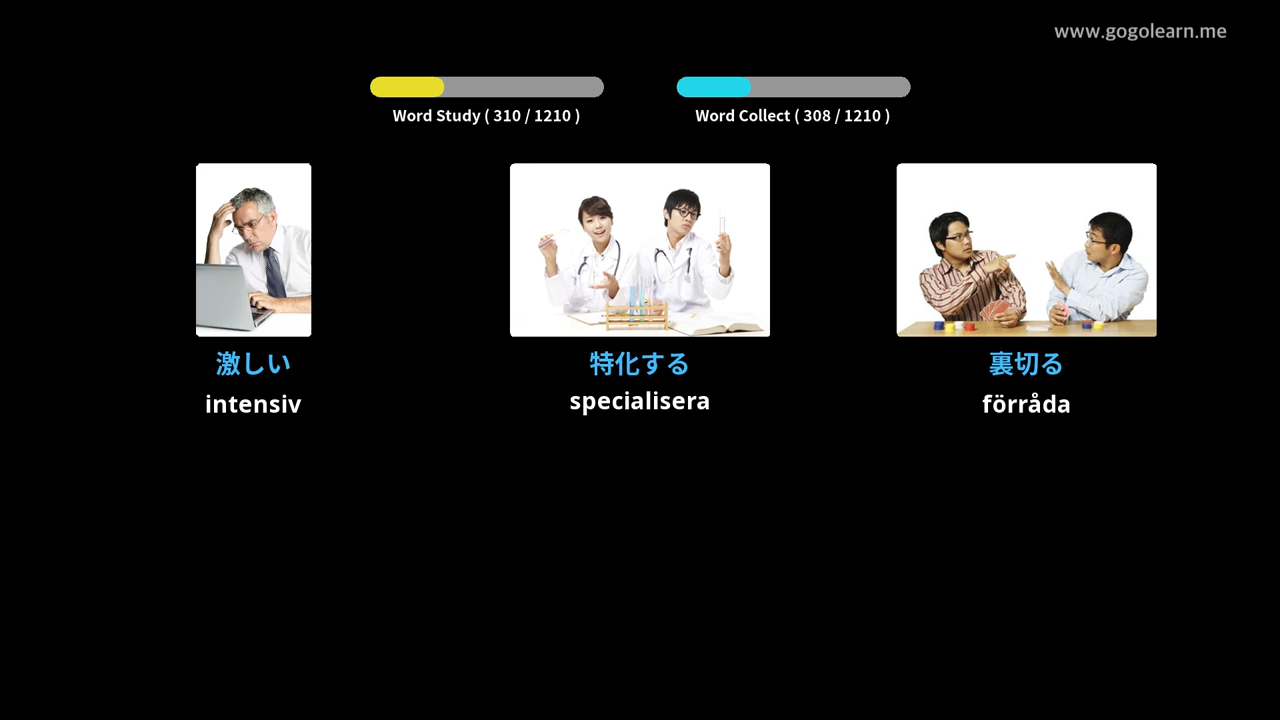 www.gogolearn.me
Word Study ( 310 / 1210 )
Word Collect ( 308 / 1210 )
激しい
intensiv
特化する
specialisera
裏切る
förråda